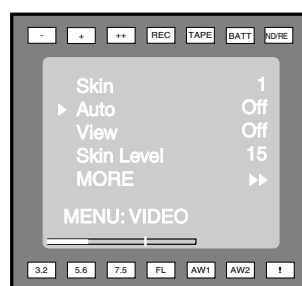 - + ++ REC TAPE BATT ND/RE
Skin 1
▶ Auto Off
View Off
Skin Level 15
MORE ▶▶
MENU: VIDEO
3.2 5.6 7.5 FL AW1 AW2 !